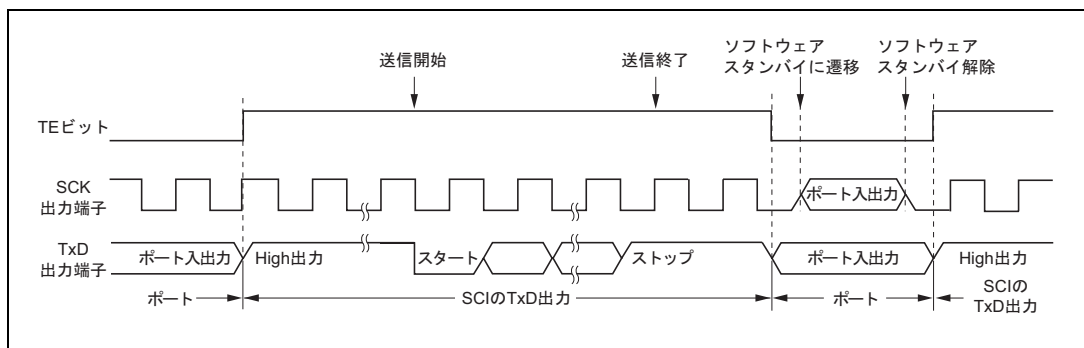 送信開始
送信終了
ソフトウェア
スタンバイに遷移
ソフトウェア
スタンバイ解除
TEビット
SCK
出力端子
ポート入出力
TxD
出力端子
ポート入出力
High出力
スタート
ストップ
ポート入出力
High出力
ポート
SCIのTxD出力
ポート
SCIの
TxD出力